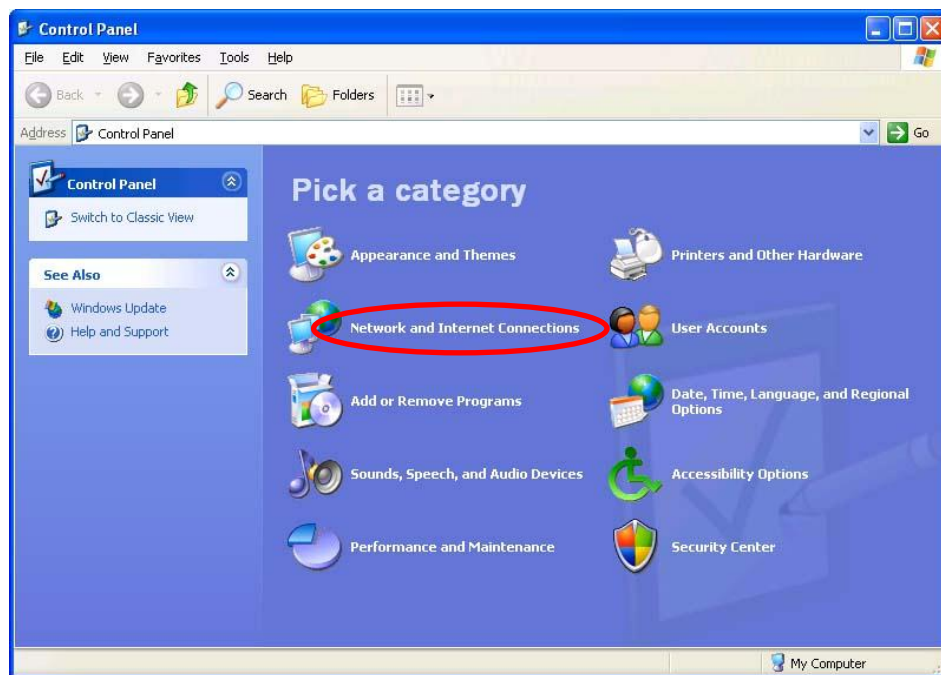 Control Panel
File Edit View Favorites Tools Help
Back Search Folders
Address Control Panel Go
Control Panel
Switch to Classic View
See Also
Windows Update
Help and Support
Pick a category
Appearance and Themes
Printers and Other Hardware
Network and Internet Connections
User Accounts
Add or Remove Programs
Date, Time, Language, and Regional
Options
Sounds, Speech, and Audio Devices
Accessibility Options
Performance and Maintenance
Security Center
My Computer